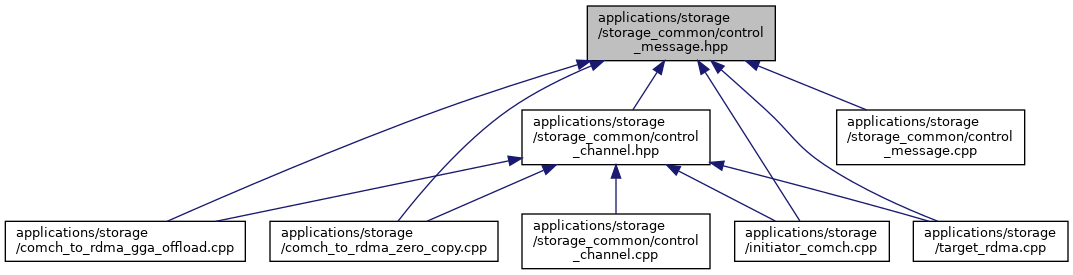 applications/storage
/storage_common/control
_message.hpp
applications/storage
/storage_common/control
_channel.hpp
applications/storage
/storage_common/control
_message.cpp
applications/storage
/comch_to_rdma_gga_offload.cpp
applications/storage
/comch_to_rdma_zero_copy.cpp
applications/storage
/storage_common/control
_channel.cpp
applications/storage
/initiator_comch.cpp
applications/storage
/target_rdma.cpp